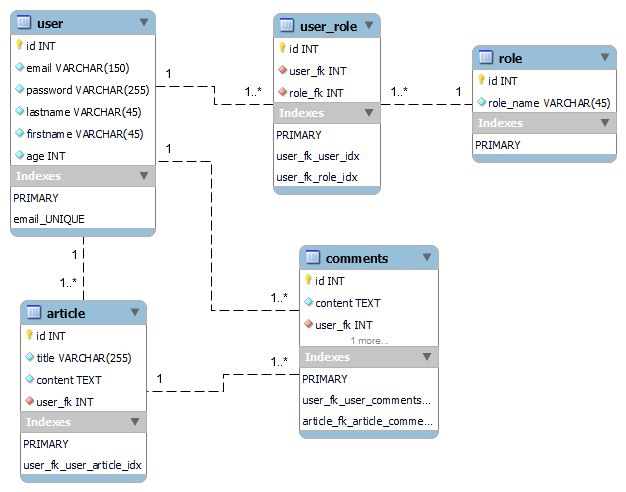 user
id INT
email VARCHAR(150)
password VARCHAR(255)
lastname VARCHAR(45)
firstname VARCHAR(45)
age INT
Indexes
PRIMARY
email_UNIQUE
1
1..*
user_role
id INT
user_fk INT
role_fk INT
Indexes
PRIMARY
user_fk_user_idx
user_fk_role_idx
1..*
1
role
id INT
role_name VARCHAR(45)
Indexes
PRIMARY
1
1..*
comments
id INT
content TEXT
user_fk INT
1 more...
Indexes
PRIMARY
user_fk_user_comments...
article_fk_article_comme...
1
1..*
article
id INT
title VARCHAR(255)
content TEXT
user_fk INT
Indexes
PRIMARY
user_fk_user_article_idx
1
1..*